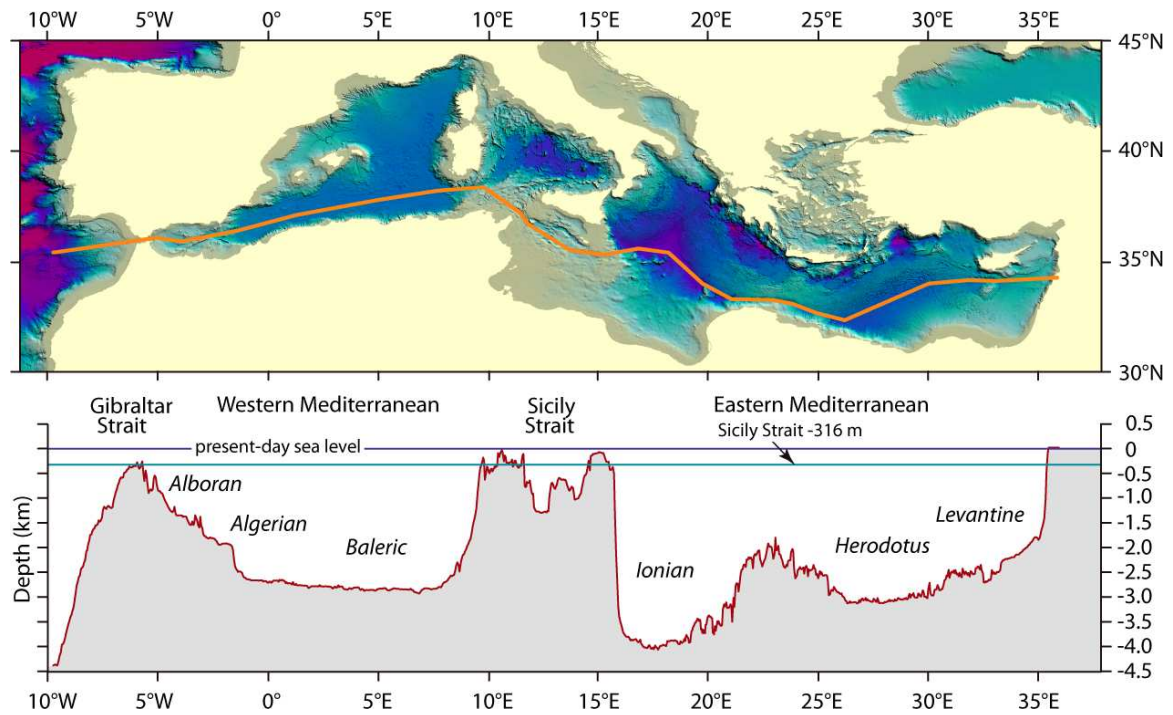 10°W 5°W 0° 5°E 10°E 15°E 20°E 25°E 30°E 35°E
45°N
40°N
35°N
30°N
Gibraltar Strait
Western Mediterranean
Sicily Strait
Eastern Mediterranean
Sicily Strait -316 m
present-day sea level
Alboran
Algerian
Baleric
Ionian
Herodotus
Levantine
Depth (km)
0.5
0
-0.5
-1.0
-1.5
-2.0
-2.5
-3.0
-3.5
-4.0
-4.5
10°W 5°W 0° 5°E 10°E 15°E 20°E 25°E 30°E 35°E